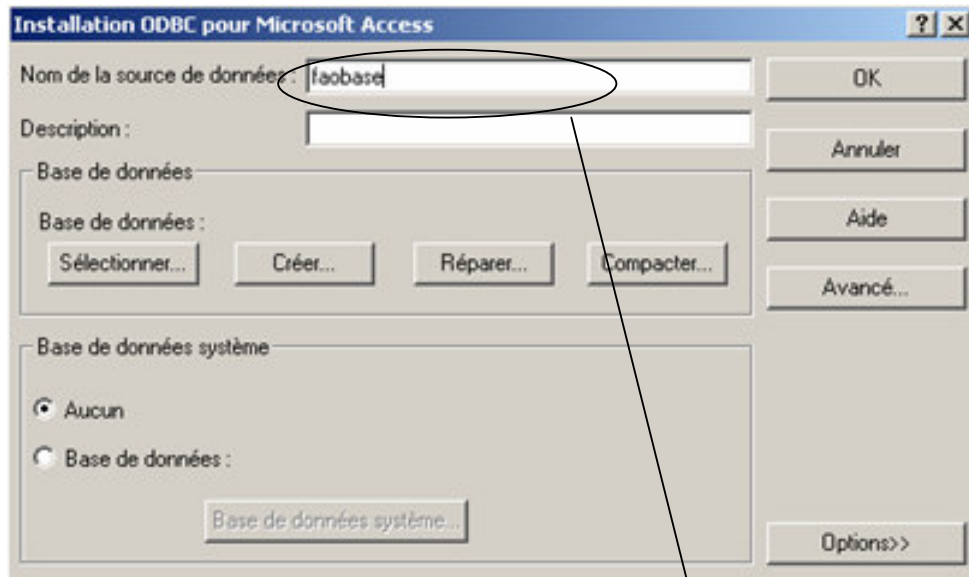 Installation ODBC pour Microsoft Access
Nom de la source de données : faobase
OK
Description :
Annuler
Base de données
Aide
Base de données :
Sélectionner... Créer... Réparer... Compacter...
Avancé...
Base de données système
Aucun
Base de données :
Base de données système...
Options>>